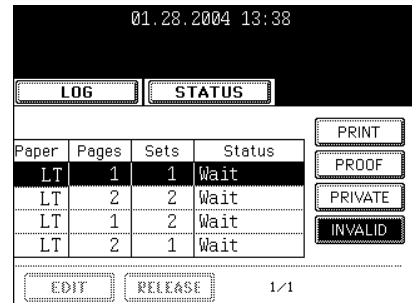 01.28.2004 13:38
LOG STATUS
PRINT
Paper Pages Sets Status
PROOF
LT 1 1 Wait
LT 2 2 Wait
PRIVATE
LT 1 2 Wait
INVALID
LT 2 1 Wait
EDIT RELEASE 1/1